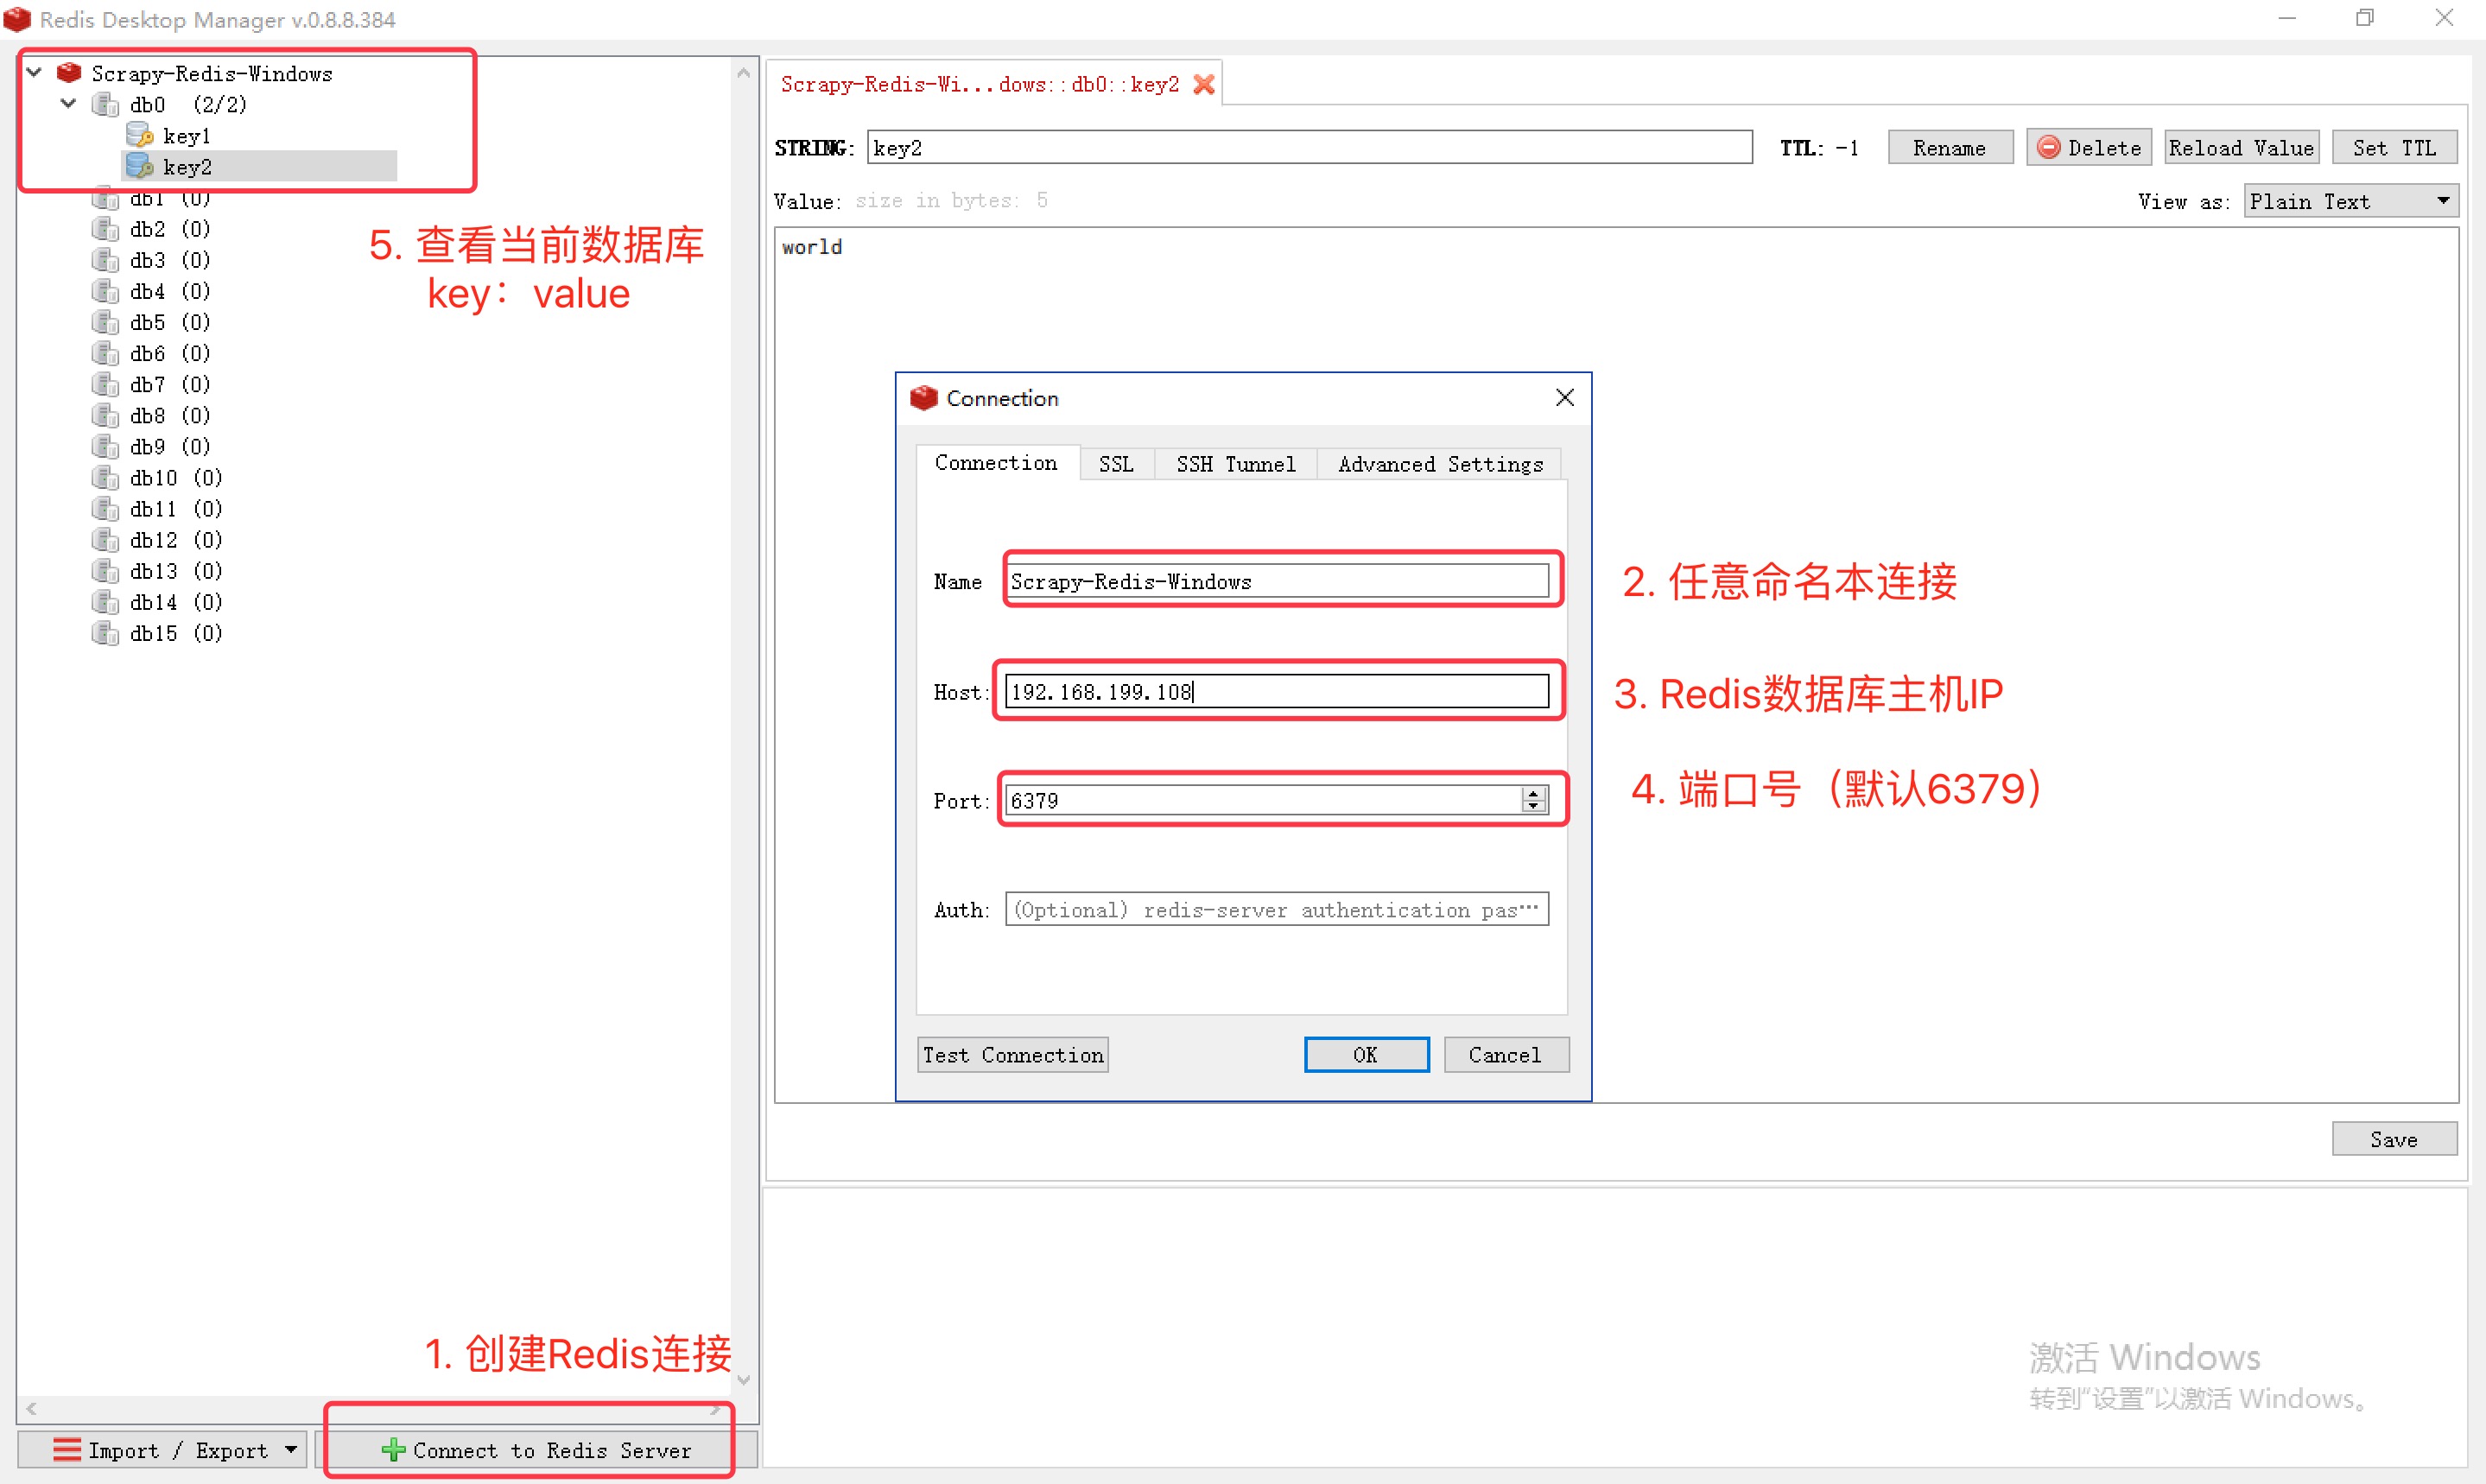 Redis Desktop Manager v.0.8.8.384
Scrapy-Redis-Windows
db0 (2/2)
key1
key2
db1 (0)
db2 (0)
db3 (0)
db4 (0)
db5 (0)
db6 (0)
db7 (0)
db8 (0)
db9 (0)
db10 (0)
db11 (0)
db12 (0)
db13 (0)
db14 (0)
db15 (0)
5. 查看当前数据库
key：value
1. 创建Redis连接
Import / Export
Connect to Redis Server
Scrapy-Redis-Wi...dows::db0::key2
STRING: key2 TTL: -1 Rename Delete Reload Value Set TTL
Value: size in bytes: 5 View as: Plain Text
world
Connection
Connection SSL SSH Tunnel Advanced Settings
Name Scrapy-Redis-Windows
2. 任意命名本连接
Host: 192.168.199.108
3. Redis数据库主机IP
Port: 6379
4. 端口号（默认6379）
Auth: (Optional) redis-server authentication pas…
Test Connection OK Cancel
Save
激活 Windows
转到“设置”以激活 Windows。